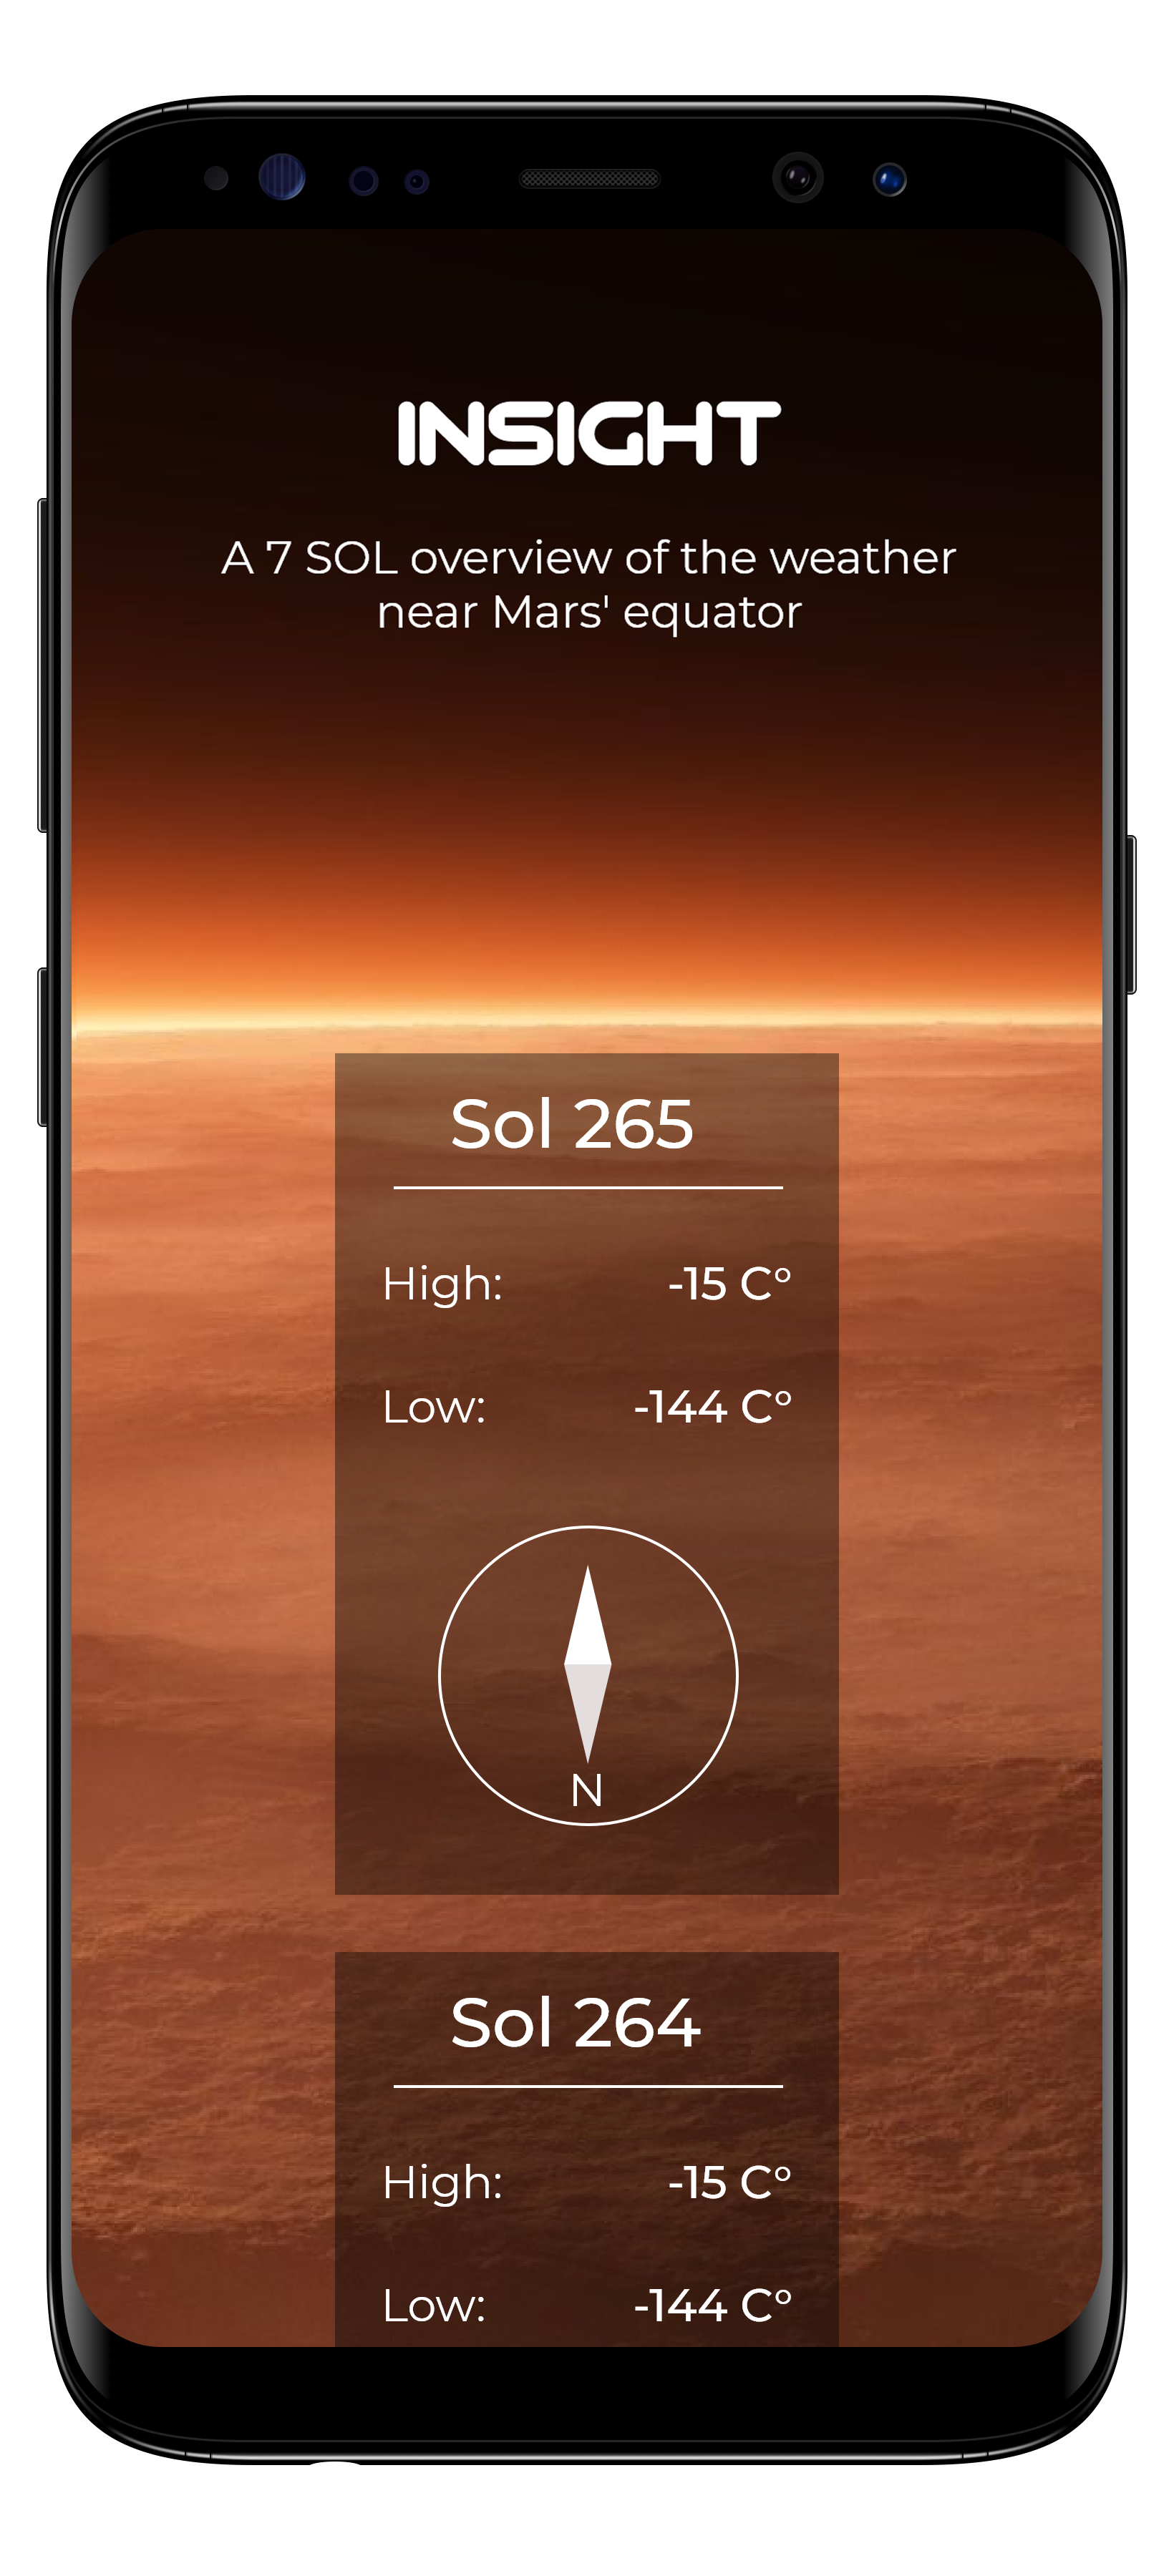 INSIGHT
A 7 SOL overview of the weather
near Mars' equator
Sol 265
High: -15 C°
Low: -144 C°
N
Sol 264
High: -15 C°
Low: -144 C°